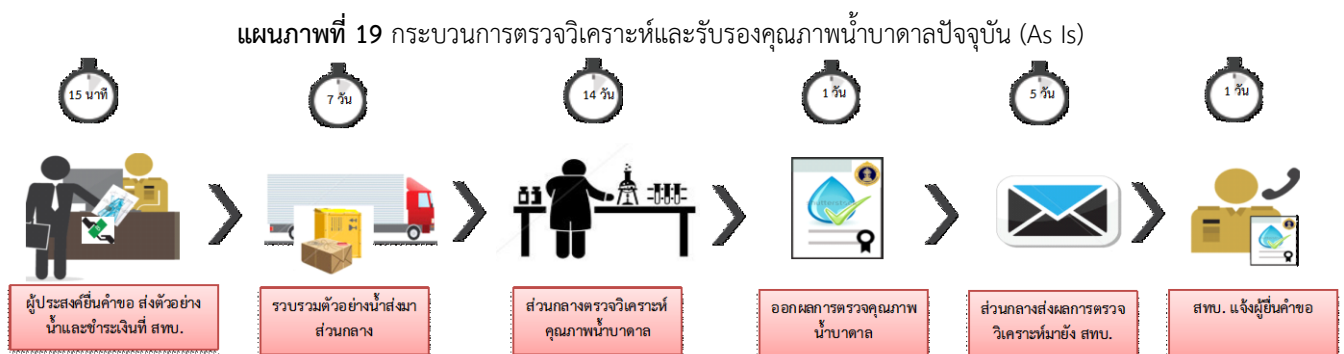 แผนภาพที่ 19 กระบวนการตรวจวิเคราะห์และรับรองคุณภาพน้ำบาดาลปัจจุบัน (As Is)
15 นาที
7 วัน
14 วัน
1 วัน
5 วัน
1 วัน
ผู้ประสงค์ยื่นคำขอ ส่งตัวอย่าง
น้ำและชำระเงินที่ สทบ.
รวบรวมตัวอย่างน้ำส่งมา
ส่วนกลาง
ส่วนกลางตรวจวิเคราะห์
คุณภาพน้ำบาดาล
ออกผลการตรวจคุณภาพ
น้ำบาดาล
ส่วนกลางส่งผลการตรวจ
วิเคราะห์มายัง สทบ.
สทบ. แจ้งผู้ยื่นคำขอ